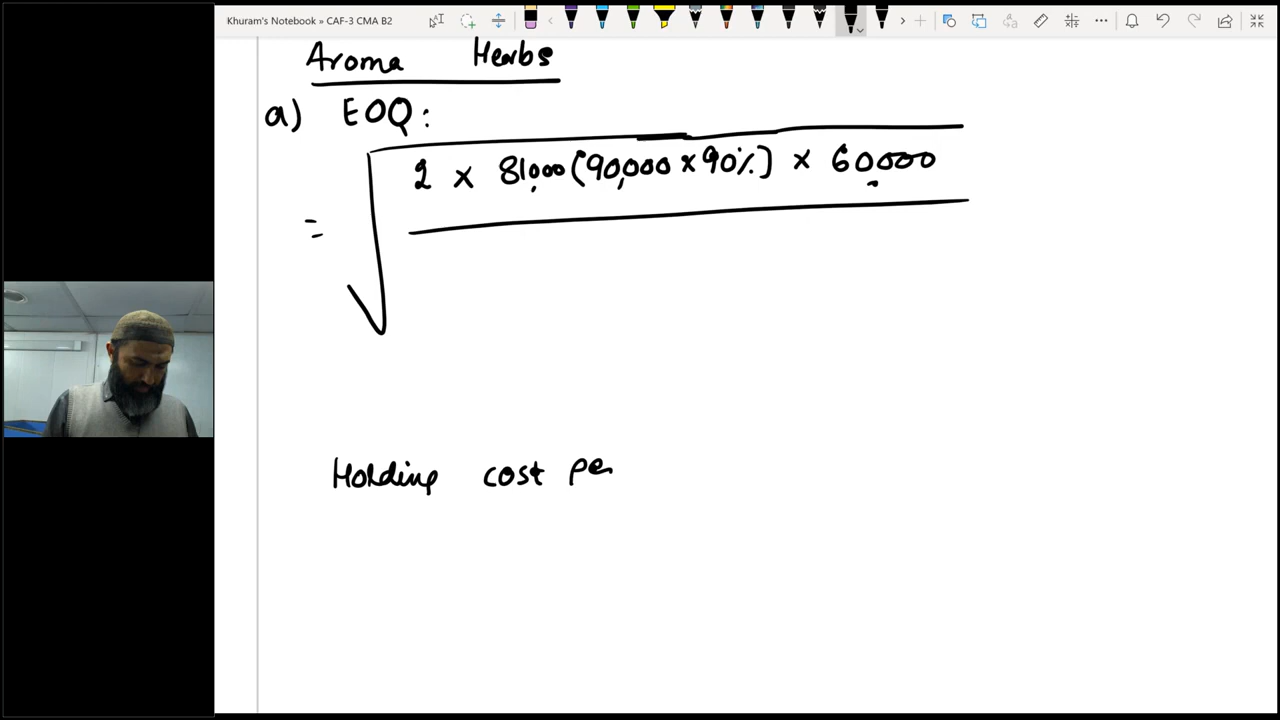 Khuram's Notebook » CAF-3 CMA B2
Aroma Herbs
a) EOQ:
= √ 2 × 81,000 (90,000 × 90%) × 60,000
Holding cost per